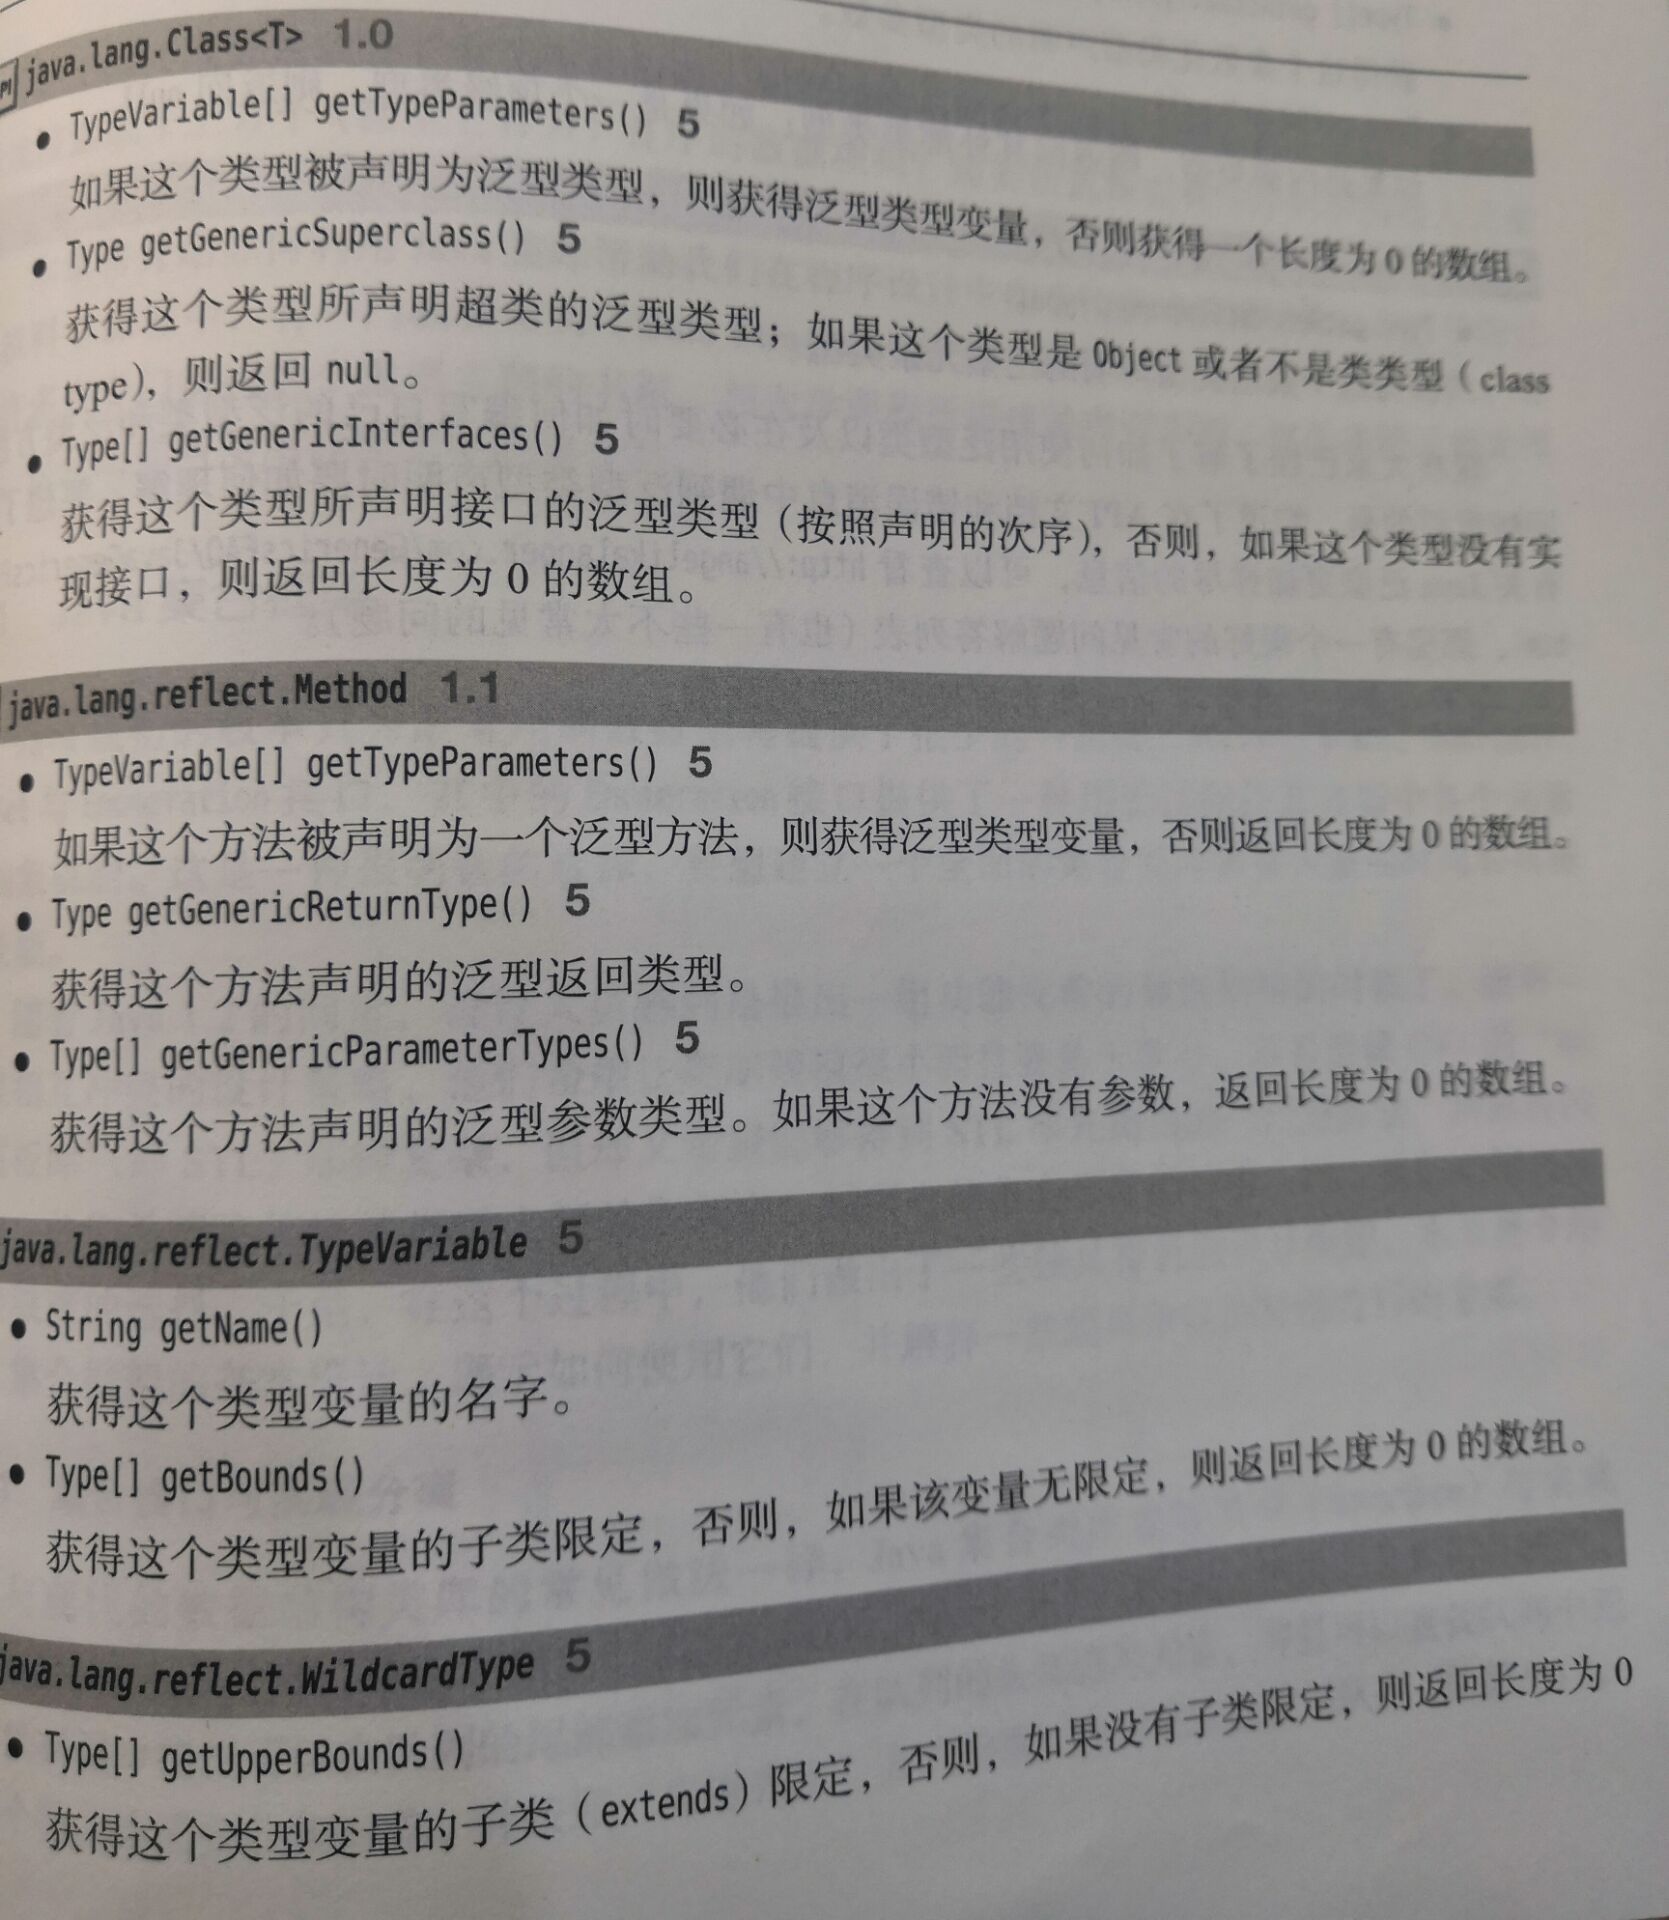 java.lang.Class<T> 1.0
• TypeVariable[] getTypeParameters() 5
如果这个类型被声明为泛型类型，则获得泛型类型变量，否则获得一个长度为0的数组。
• Type getGenericSuperclass() 5
获得这个类型所声明超类的泛型类型；如果这个类型是 Object 或者不是类类型（class
type），则返回 null。
• Type[] getGenericInterfaces() 5
获得这个类型所声明接口的泛型类型（按照声明的次序），否则，如果这个类型没有实
现接口，则返回长度为 0 的数组。
java.lang.reflect.Method 1.1
• TypeVariable[] getTypeParameters() 5
如果这个方法被声明为一个泛型方法，则获得泛型类型变量，否则返回长度为0的数组。
• Type getGenericReturnType() 5
获得这个方法声明的泛型返回类型。
• Type[] getGenericParameterTypes() 5
获得这个方法声明的泛型参数类型。如果这个方法没有参数，返回长度为0的数组。
java.lang.reflect.TypeVariable 5
• String getName()
获得这个类型变量的名字。
• Type[] getBounds()
获得这个类型变量的子类限定，否则，如果该变量无限定，则返回长度为0的数组。
java.lang.reflect.WildcardType 5
• Type[] getUpperBounds()
获得这个类型变量的子类（extends）限定，否则，如果没有子类限定，则返回长度为0